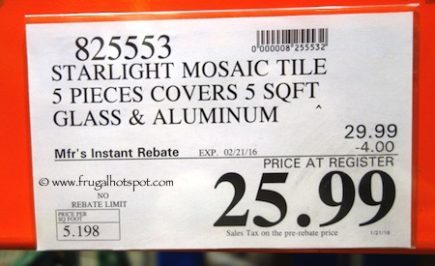 825553
0000008255532
STARLIGHT MOSAIC TILE
5 PIECES COVERS 5 SQFT
GLASS & ALUMINUM ^
29.99
Mfr's Instant Rebate EXP. 02/21/16 -4.00
PRICE AT REGISTER
© www.frugalhotspot.com
NO
REBATE LIMIT
25.99
PRICE PER
SQ FOOT
5.198
Sales Tax on the pre-rebate price 1/21/16